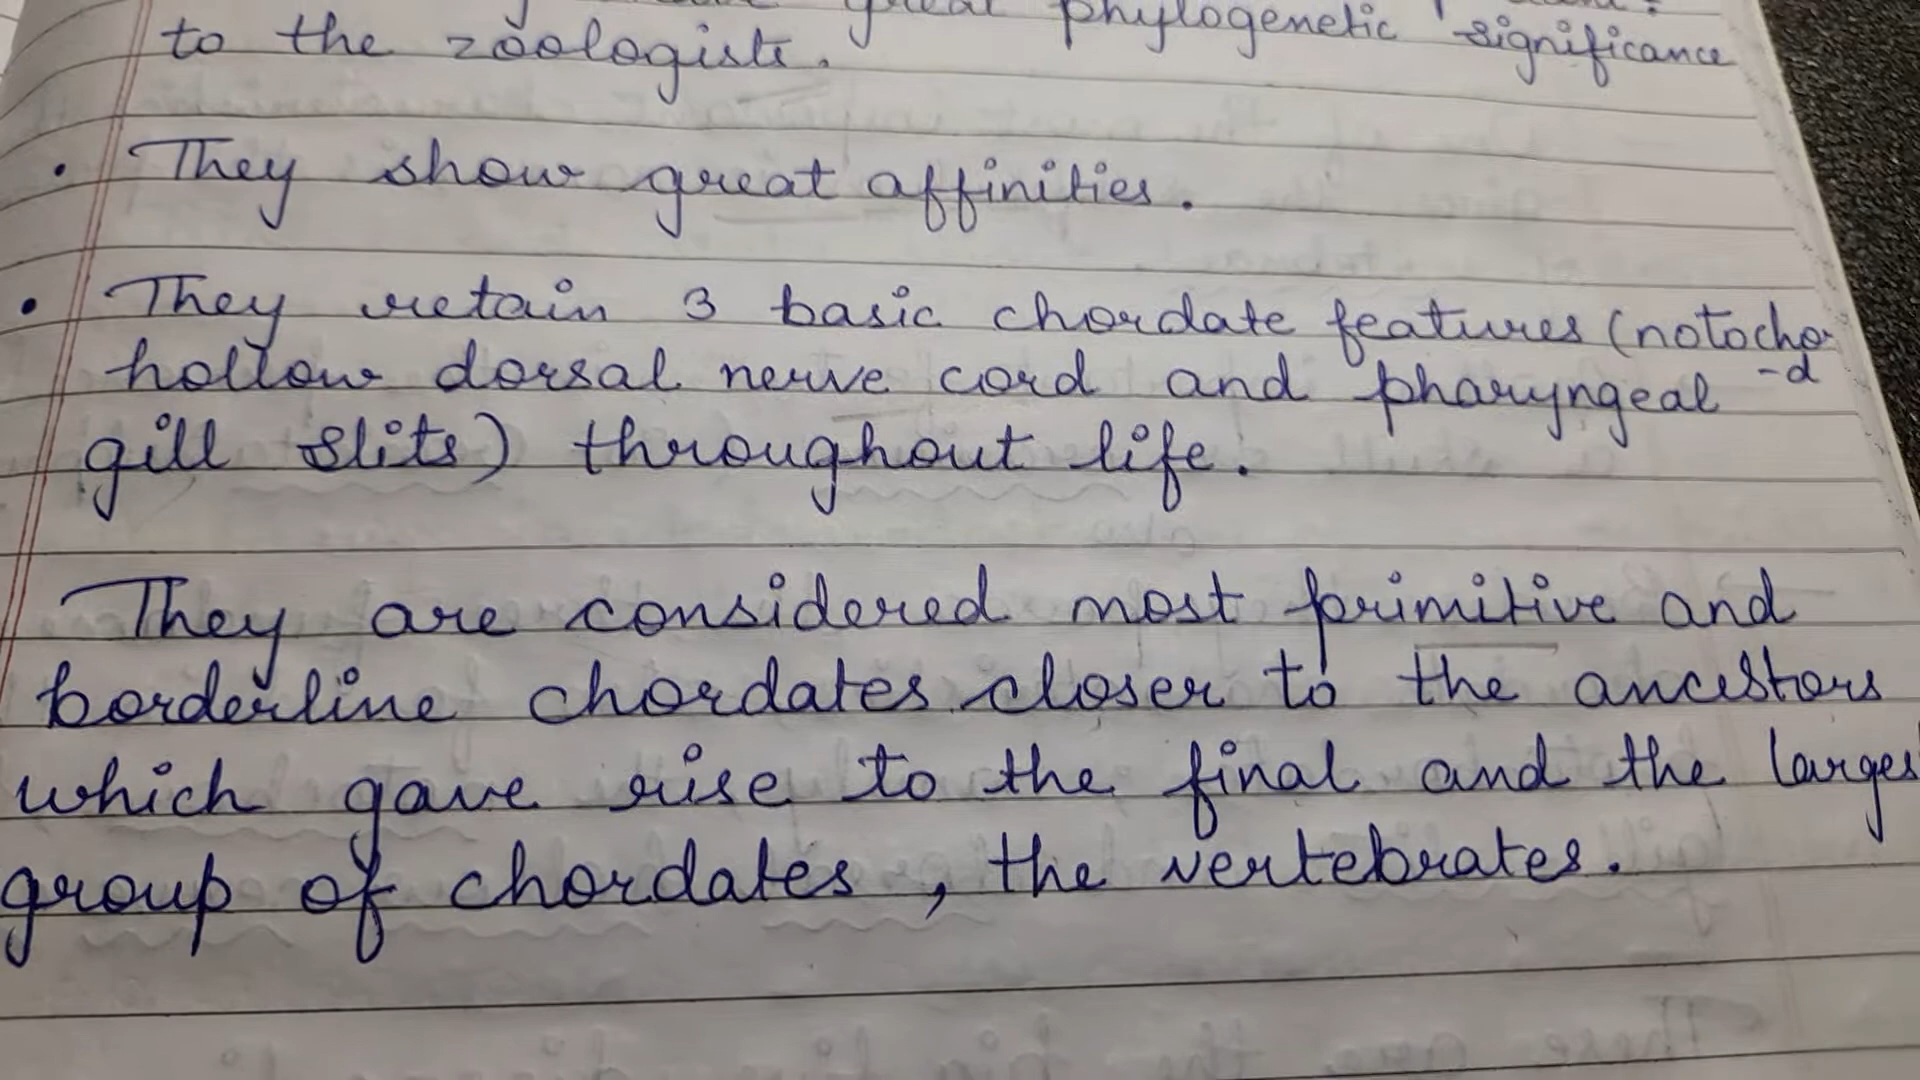 great phylogenetic significance
to the zoologists.
• They show great affinities.
• They retain 3 basic chordate features (notochor
-d
hollow dorsal nerve cord and pharyngeal
gill slits) throughout life.
They are considered most primitive and
borderline chordates closer to the ancestors
which gave rise to the final and the larges
group of chordates, the vertebrates.